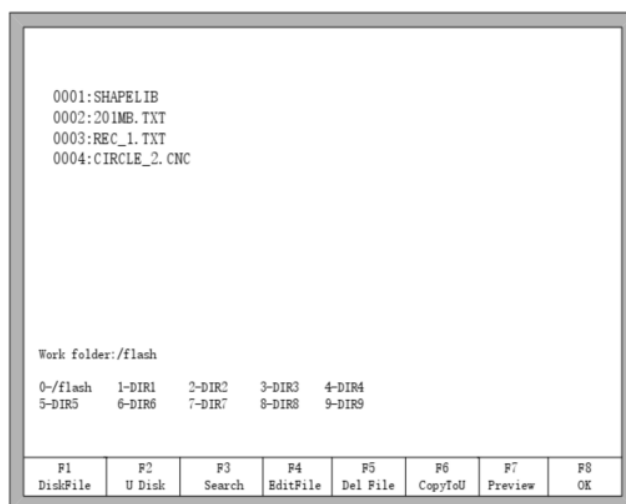 0001:SHAPELIB
0002:201MB.TXT
0003:REC_1.TXT
0004:CIRCLE_2.CNC
Work folder:/flash
0-/flash 1-DIR1 2-DIR2 3-DIR3 4-DIR4
5-DIR5 6-DIR6 7-DIR7 8-DIR8 9-DIR9
F1 F2 F3 F4 F5 F6 F7 F8
DiskFile U Disk Search EditFile Del File CopyToU Preview OK